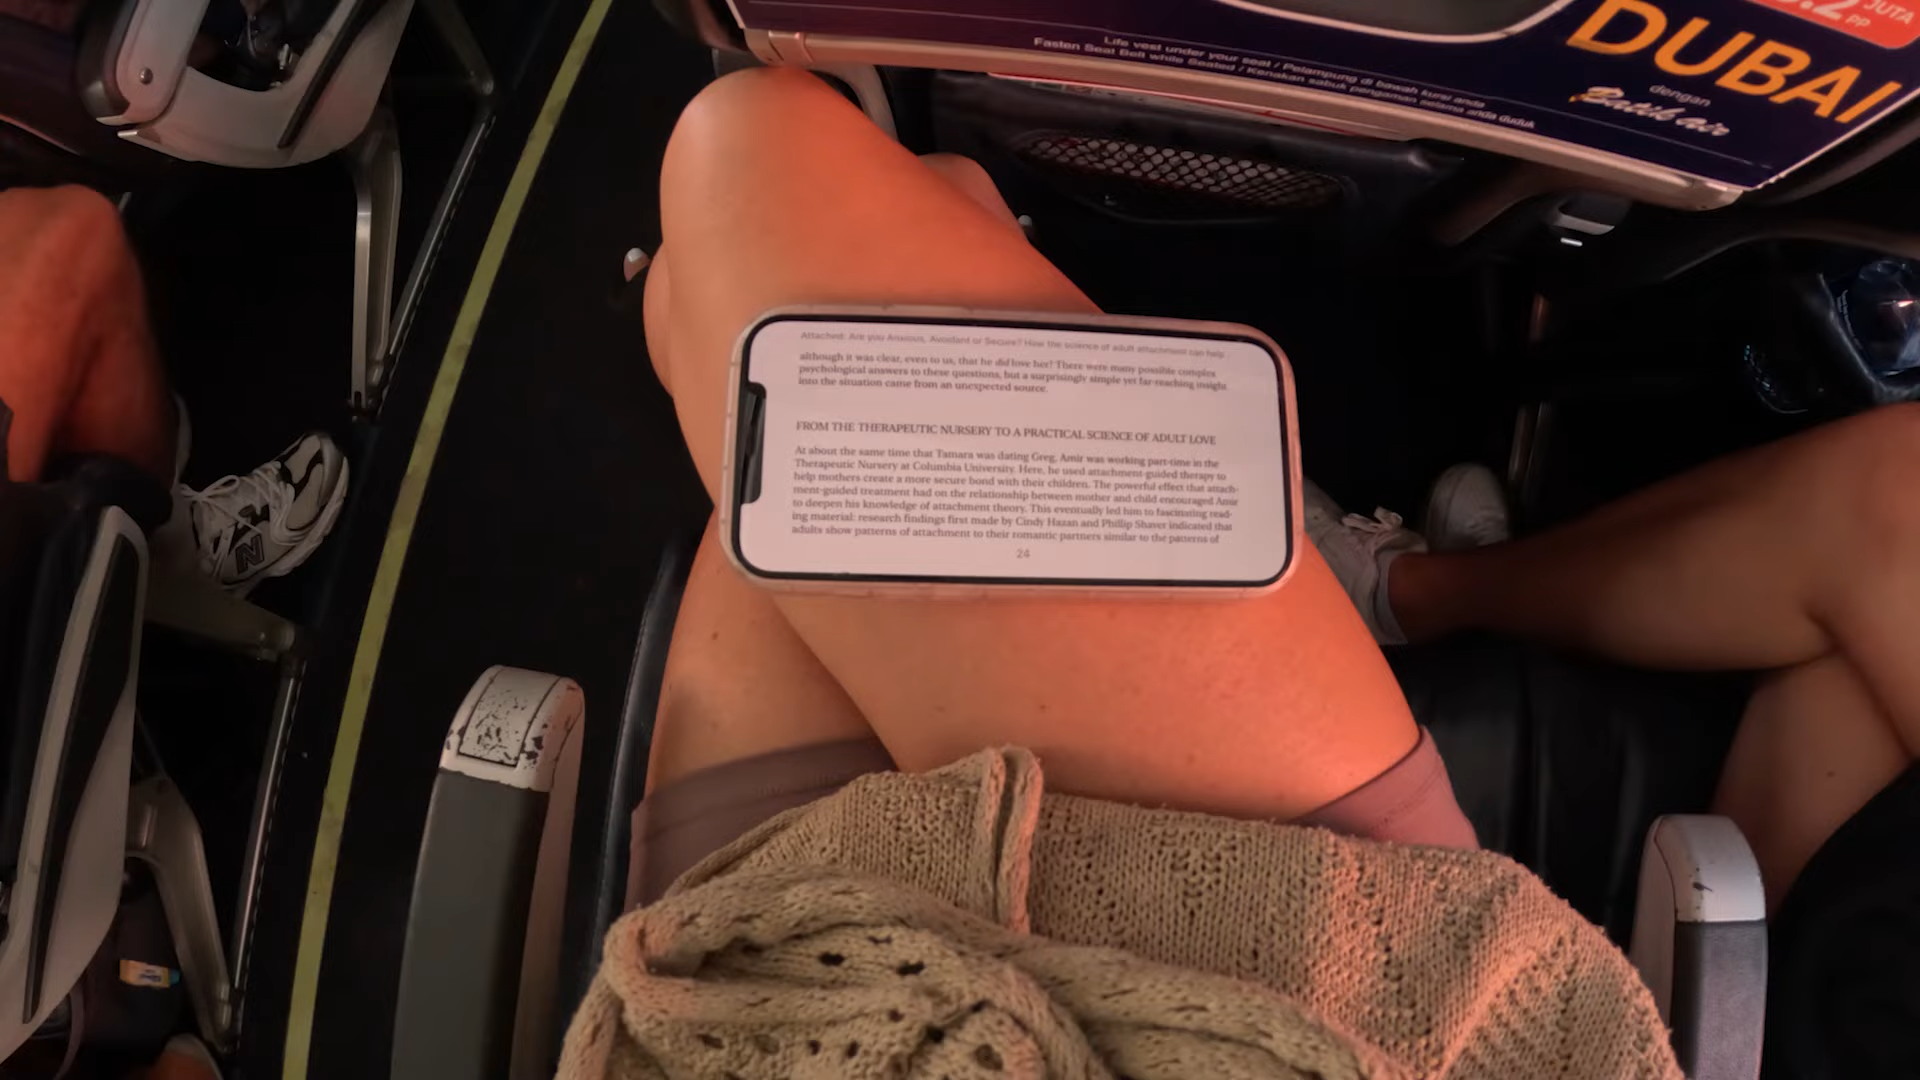 .2 JUTA
PP
DUBAI
dengan
Batik Air
Life vest under your seat / Pelampung di bawah kursi anda
Fasten Seat Belt while Seated / Kenakan sabuk pengaman selama anda duduk
Attached: Are you Anxious, Avoidant or Secure? How the science of adult attachment can help
although it was clear, even to us, that he did love her! There were many possible complex
psychological answers to these questions, but a surprisingly simple yet far-reaching insight
into the situation came from an unexpected source.
FROM THE THERAPEUTIC NURSERY TO A PRACTICAL SCIENCE OF ADULT LOVE
At about the same time that Tamara was dating Greg, Amir was working part-time in the
Therapeutic Nursery at Columbia University. Here, he used attachment-guided therapy to
help mothers create a more secure bond with their children. The powerful effect that attach-
ment-guided treatment had on the relationship between mother and child encouraged Amir
to deepen his knowledge of attachment theory. This eventually led him to fascinating read-
ing material: research findings first made by Cindy Hazan and Phillip Shaver indicated that
adults show patterns of attachment to their romantic partners similar to the patterns of
24
N